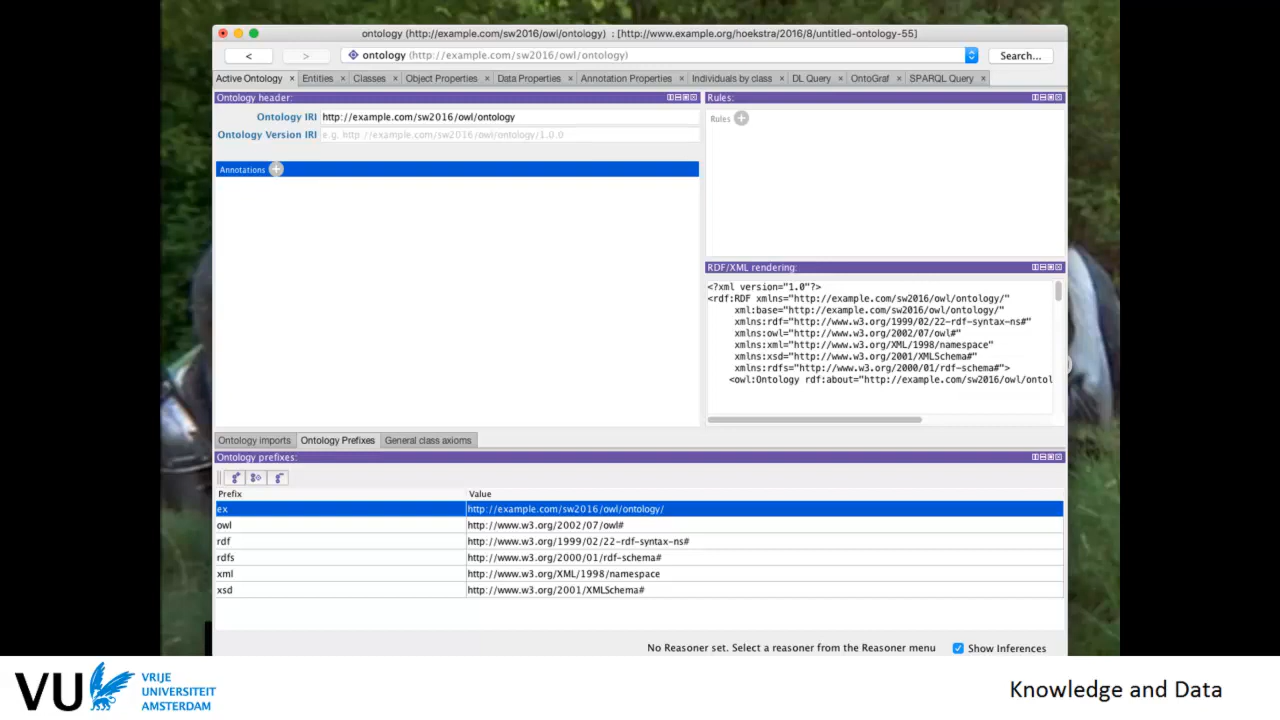 ontology (http://example.com/sw2016/owl/ontology) : [http://www.example.org/hoekstra/2016/8/untitled-ontology-55]
< > ontology (http://example.com/sw2016/owl/ontology) Search...
Active Ontology × Entities × Classes × Object Properties × Data Properties × Annotation Properties × Individuals by class × DL Query × OntoGraf × SPARQL Query ×
Ontology header:
Ontology IRI http://example.com/sw2016/owl/ontology
Ontology Version IRI e.g. http://example.com/sw2016/owl/ontology/1.0.0
Annotations +
Rules:
Rules +
RDF/XML rendering:
<?xml version="1.0"?>
<rdf:RDF xmlns="http://example.com/sw2016/owl/ontology/"
xml:base="http://example.com/sw2016/owl/ontology/"
xmlns:rdf="http://www.w3.org/1999/02/22-rdf-syntax-ns#"
xmlns:owl="http://www.w3.org/2002/07/owl#"
xmlns:xml="http://www.w3.org/XML/1998/namespace"
xmlns:xsd="http://www.w3.org/2001/XMLSchema#"
xmlns:rdfs="http://www.w3.org/2000/01/rdf-schema#">
<owl:Ontology rdf:about="http://example.com/sw2016/owl/ontol
Ontology imports Ontology Prefixes General class axioms
Ontology prefixes:
Prefix Value
ex http://example.com/sw2016/owl/ontology/
owl http://www.w3.org/2002/07/owl#
rdf http://www.w3.org/1999/02/22-rdf-syntax-ns#
rdfs http://www.w3.org/2000/01/rdf-schema#
xml http://www.w3.org/XML/1998/namespace
xsd http://www.w3.org/2001/XMLSchema#
No Reasoner set. Select a reasoner from the Reasoner menu Show Inferences
VU VRIJE
UNIVERSITEIT
AMSTERDAM
Knowledge and Data